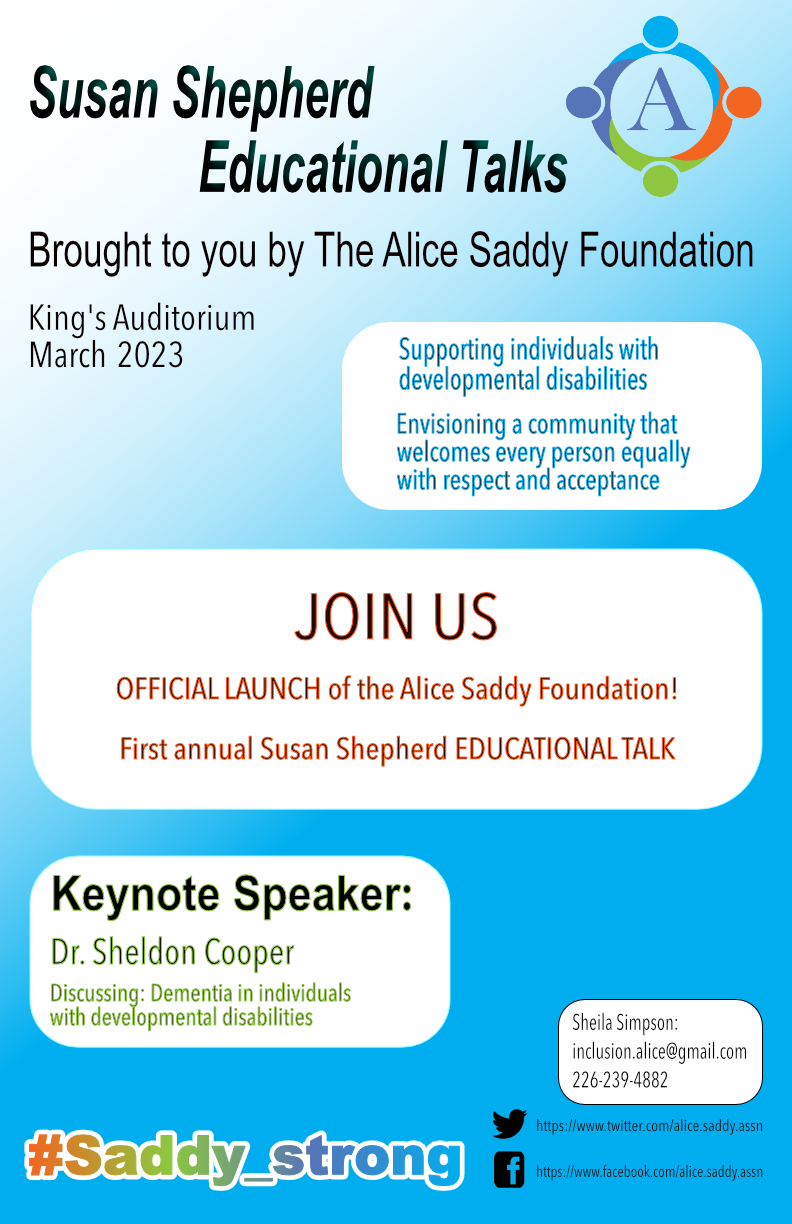 Susan Shepherd
Educational Talks
A
Brought to you by The Alice Saddy Foundation
King's Auditorium
March 2023
Supporting individuals with
developmental disabilities
Envisioning a community that
welcomes every person equally
with respect and acceptance
JOIN US
OFFICIAL LAUNCH of the Alice Saddy Foundation!
First annual Susan Shepherd EDUCATIONAL TALK
Keynote Speaker:
Dr. Sheldon Cooper
Discussing: Dementia in individuals
with developmental disabilities
Sheila Simpson:
inclusion.alice@gmail.com
226-239-4882
https://www.twitter.com/alice.saddy.assn
#Saddy_strong
https://www.facebook.com/alice.saddy.assn